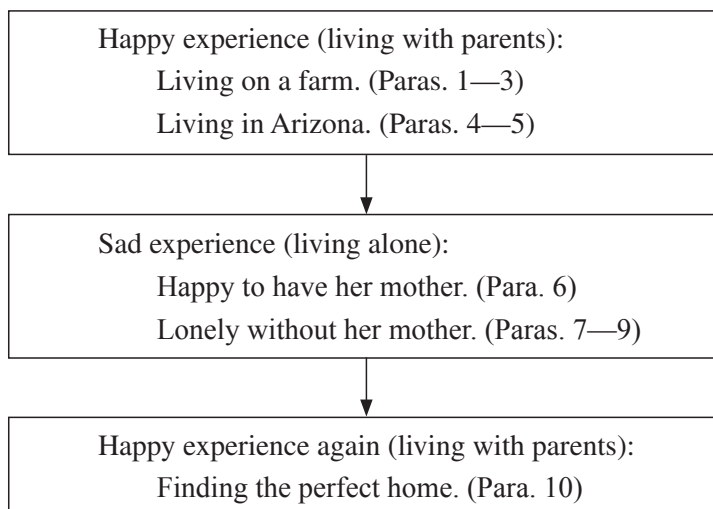 Happy experience (living with parents):
Living on a farm. (Paras. 1—3)
Living in Arizona. (Paras. 4—5)
Sad experience (living alone):
Happy to have her mother. (Para. 6)
Lonely without her mother. (Paras. 7—9)
Happy experience again (living with parents):
Finding the perfect home. (Para. 10)